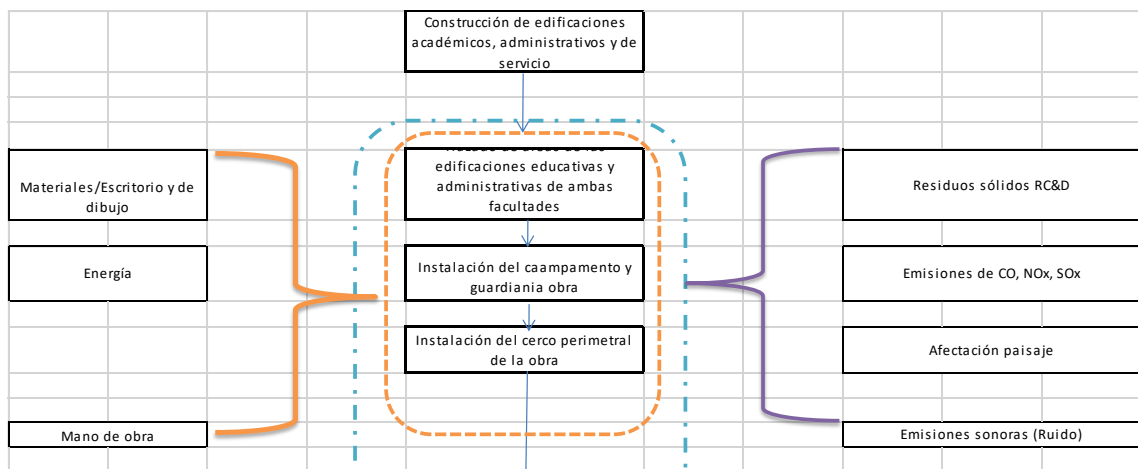 Construcción de edificaciones
académicos, administrativos y de
servicio
edificaciones educativas y
administrativas de ambas
facultades
Materiales/Escritorio y de
dibujo
Residuos sólidos RC&D
Energía
Instalación del caampamento y
guardiania obra
Emisiones de CO, NOx, SOx
Instalación del cerco perimetral
de la obra
Afectación paisaje
Mano de obra
Emisiones sonoras (Ruido)